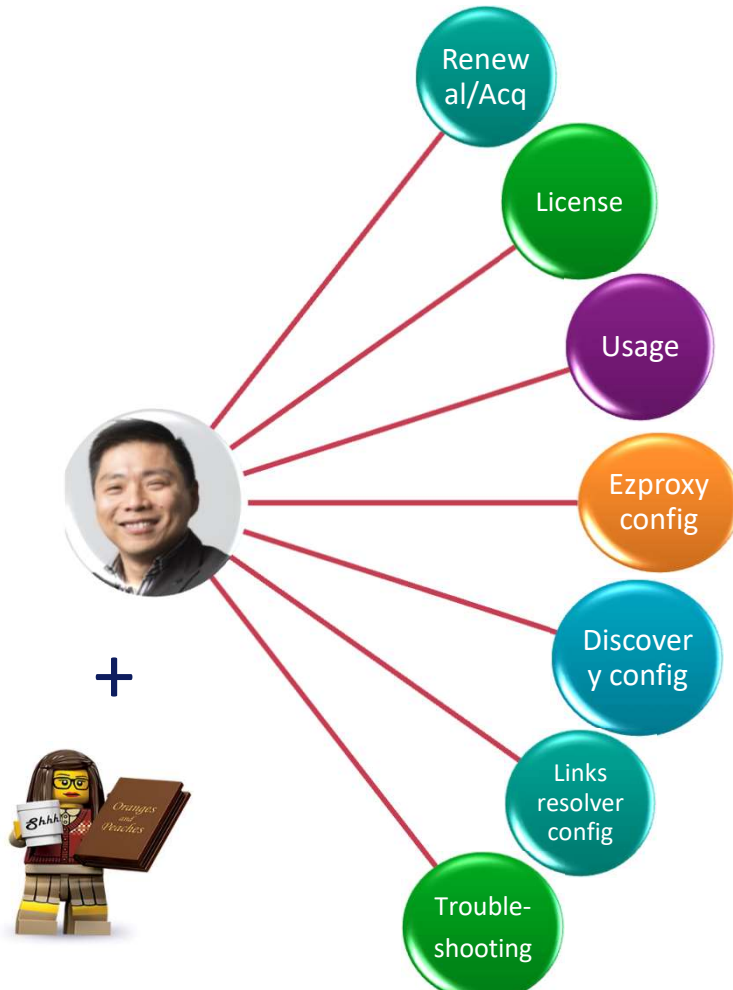 Renew
al/Acq
License
Usage
Ezproxy
config
Discover
y config
Links
resolver
config
Trouble-
shooting
+
Shhh!
Oranges
and
Peaches